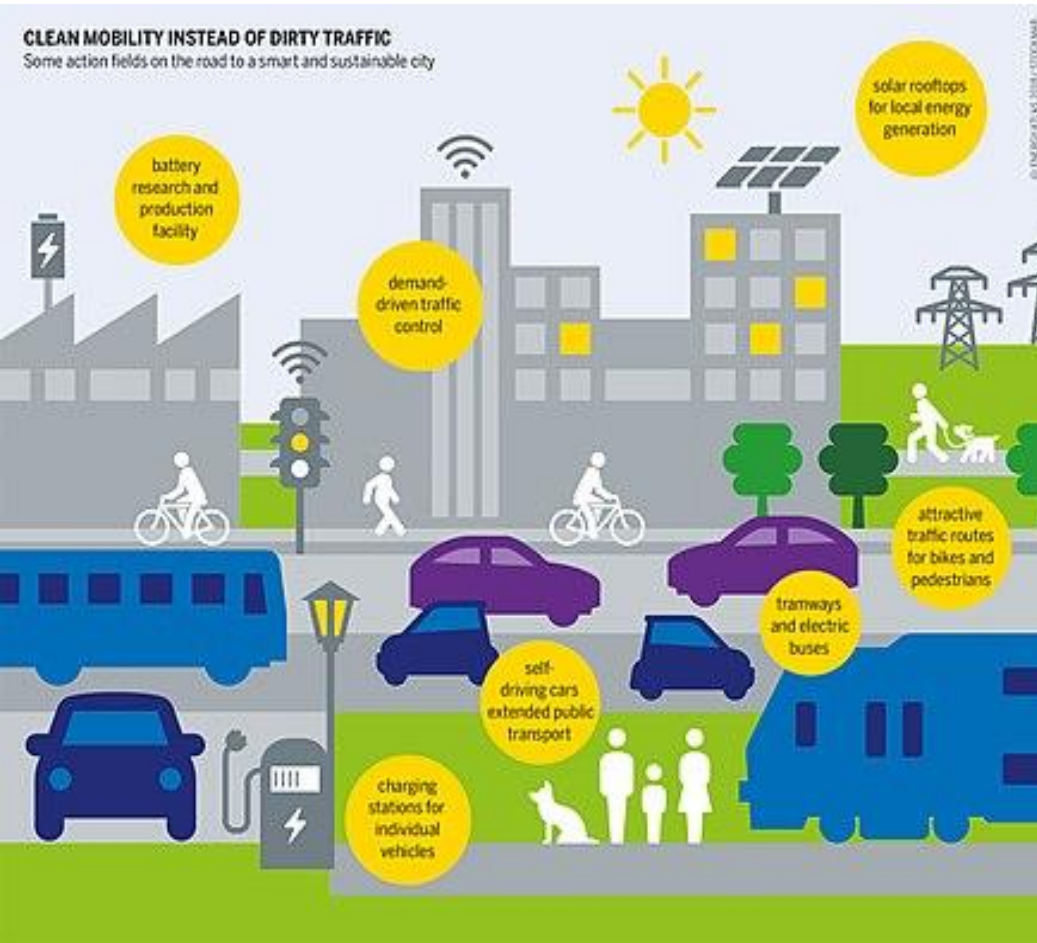 CLEAN MOBILITY INSTEAD OF DIRTY TRAFFIC
Some action fields on the road to a smart and sustainable city
solar rooftops
for local energy
generation
battery
research and
production
facility
demand-
driven traffic
control
attractive
traffic routes
for bikes and
pedestrians
tramways
and electric
buses
self-
driving cars
extended public
transport
charging
stations for
individual
vehicles